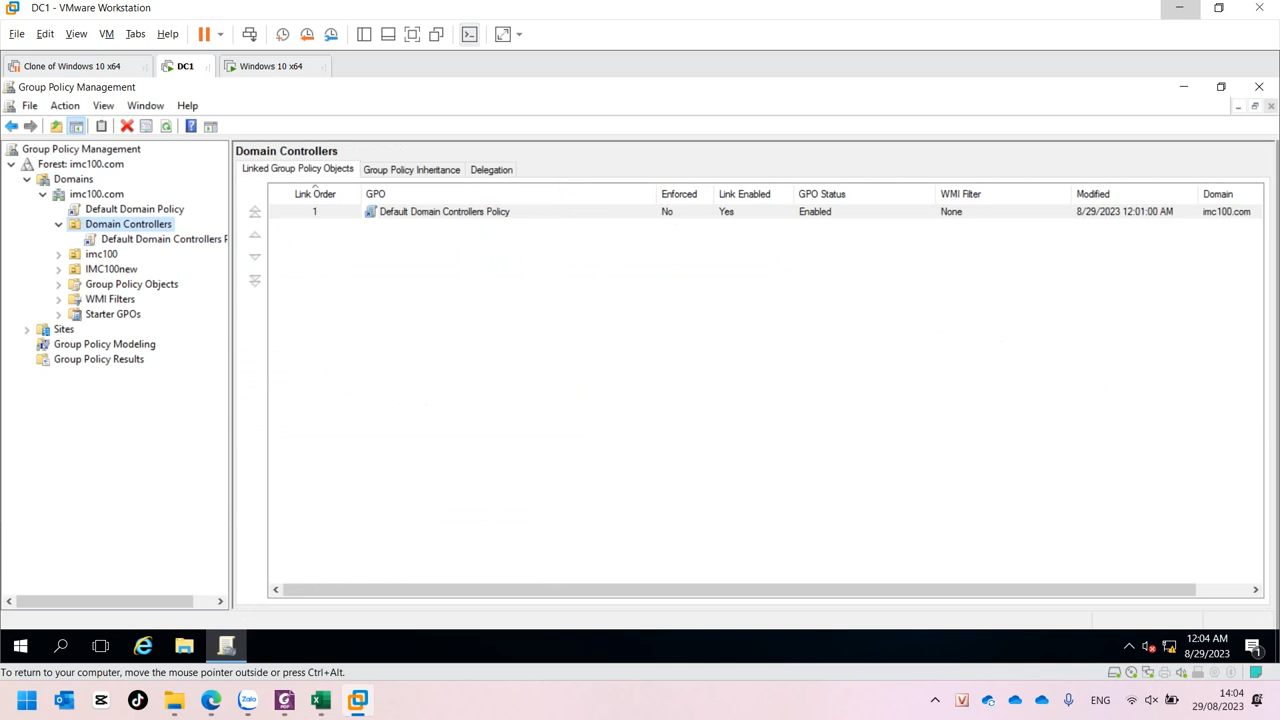 DC1 - VMware Workstation
File Edit View VM Tabs Help
Clone of Windows 10 x64 DC1 Windows 10 x64
Group Policy Management
File Action View Window Help
Group Policy Management
Forest: imc100.com
Domains
imc100.com
Default Domain Policy
Domain Controllers
Default Domain Controllers P
imc100
IMC100new
Group Policy Objects
WMI Filters
Starter GPOs
Sites
Group Policy Modeling
Group Policy Results
Domain Controllers
Linked Group Policy Objects Group Policy Inheritance Delegation
Link Order GPO Enforced Link Enabled GPO Status WMI Filter Modified Domain
1 Default Domain Controllers Policy No Yes Enabled None 8/29/2023 12:01:00 AM imc100.com
12:04 AM
8/29/2023
1
To return to your computer, move the mouse pointer outside or press Ctrl+Alt.
Zalo PDF ENG 14:04
29/08/2023